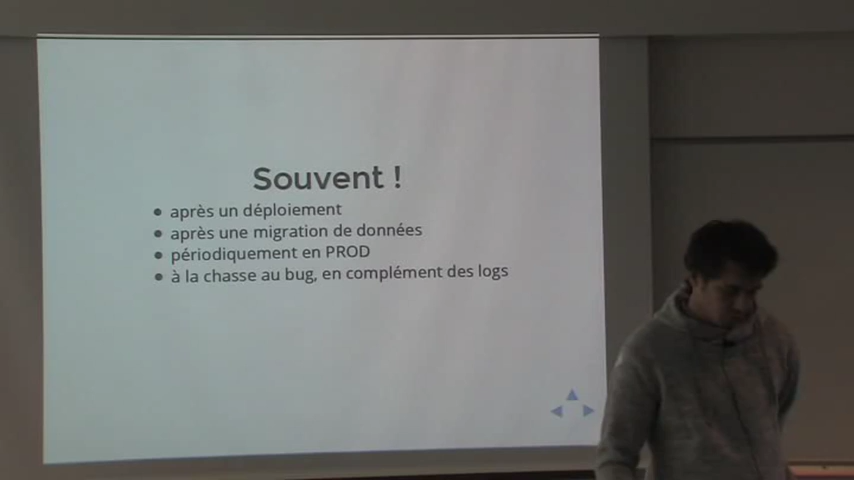 Souvent !
après un déploiement
après une migration de données
périodiquement en PROD
à la chasse au bug, en complément des logs